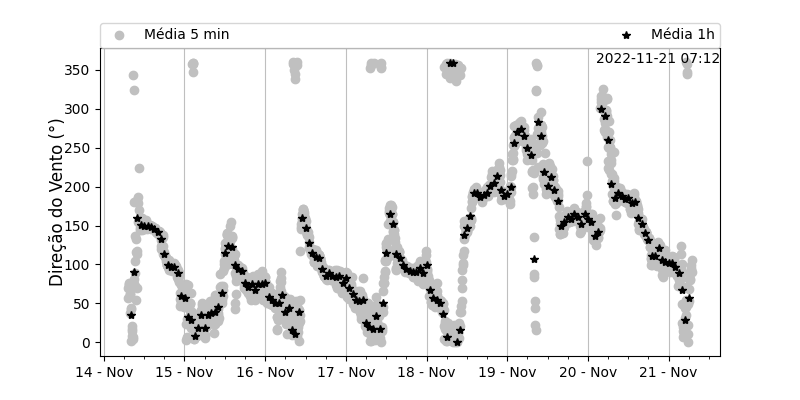 Média 5 min
Média 1h
2022-11-21 07:12
Direção do Vento (°)
350
300
250
200
150
100
50
0
14 - Nov
15 - Nov
16 - Nov
17 - Nov
18 - Nov
19 - Nov
20 - Nov
21 - Nov